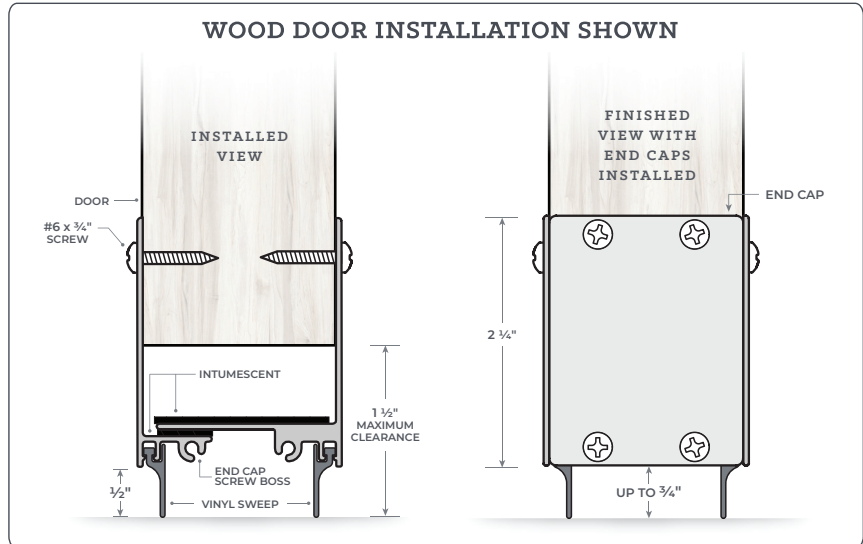 WOOD DOOR INSTALLATION SHOWN
INSTALLED
VIEW
DOOR
#6 x ¾"
SCREW
INTUMESCENT
1 ½"
MAXIMUM
CLEARANCE
END CAP
SCREW BOSS
½"
VINYL SWEEP
FINISHED
VIEW WITH
END CAPS
INSTALLED
END CAP
2 ¼"
UP TO ¾"